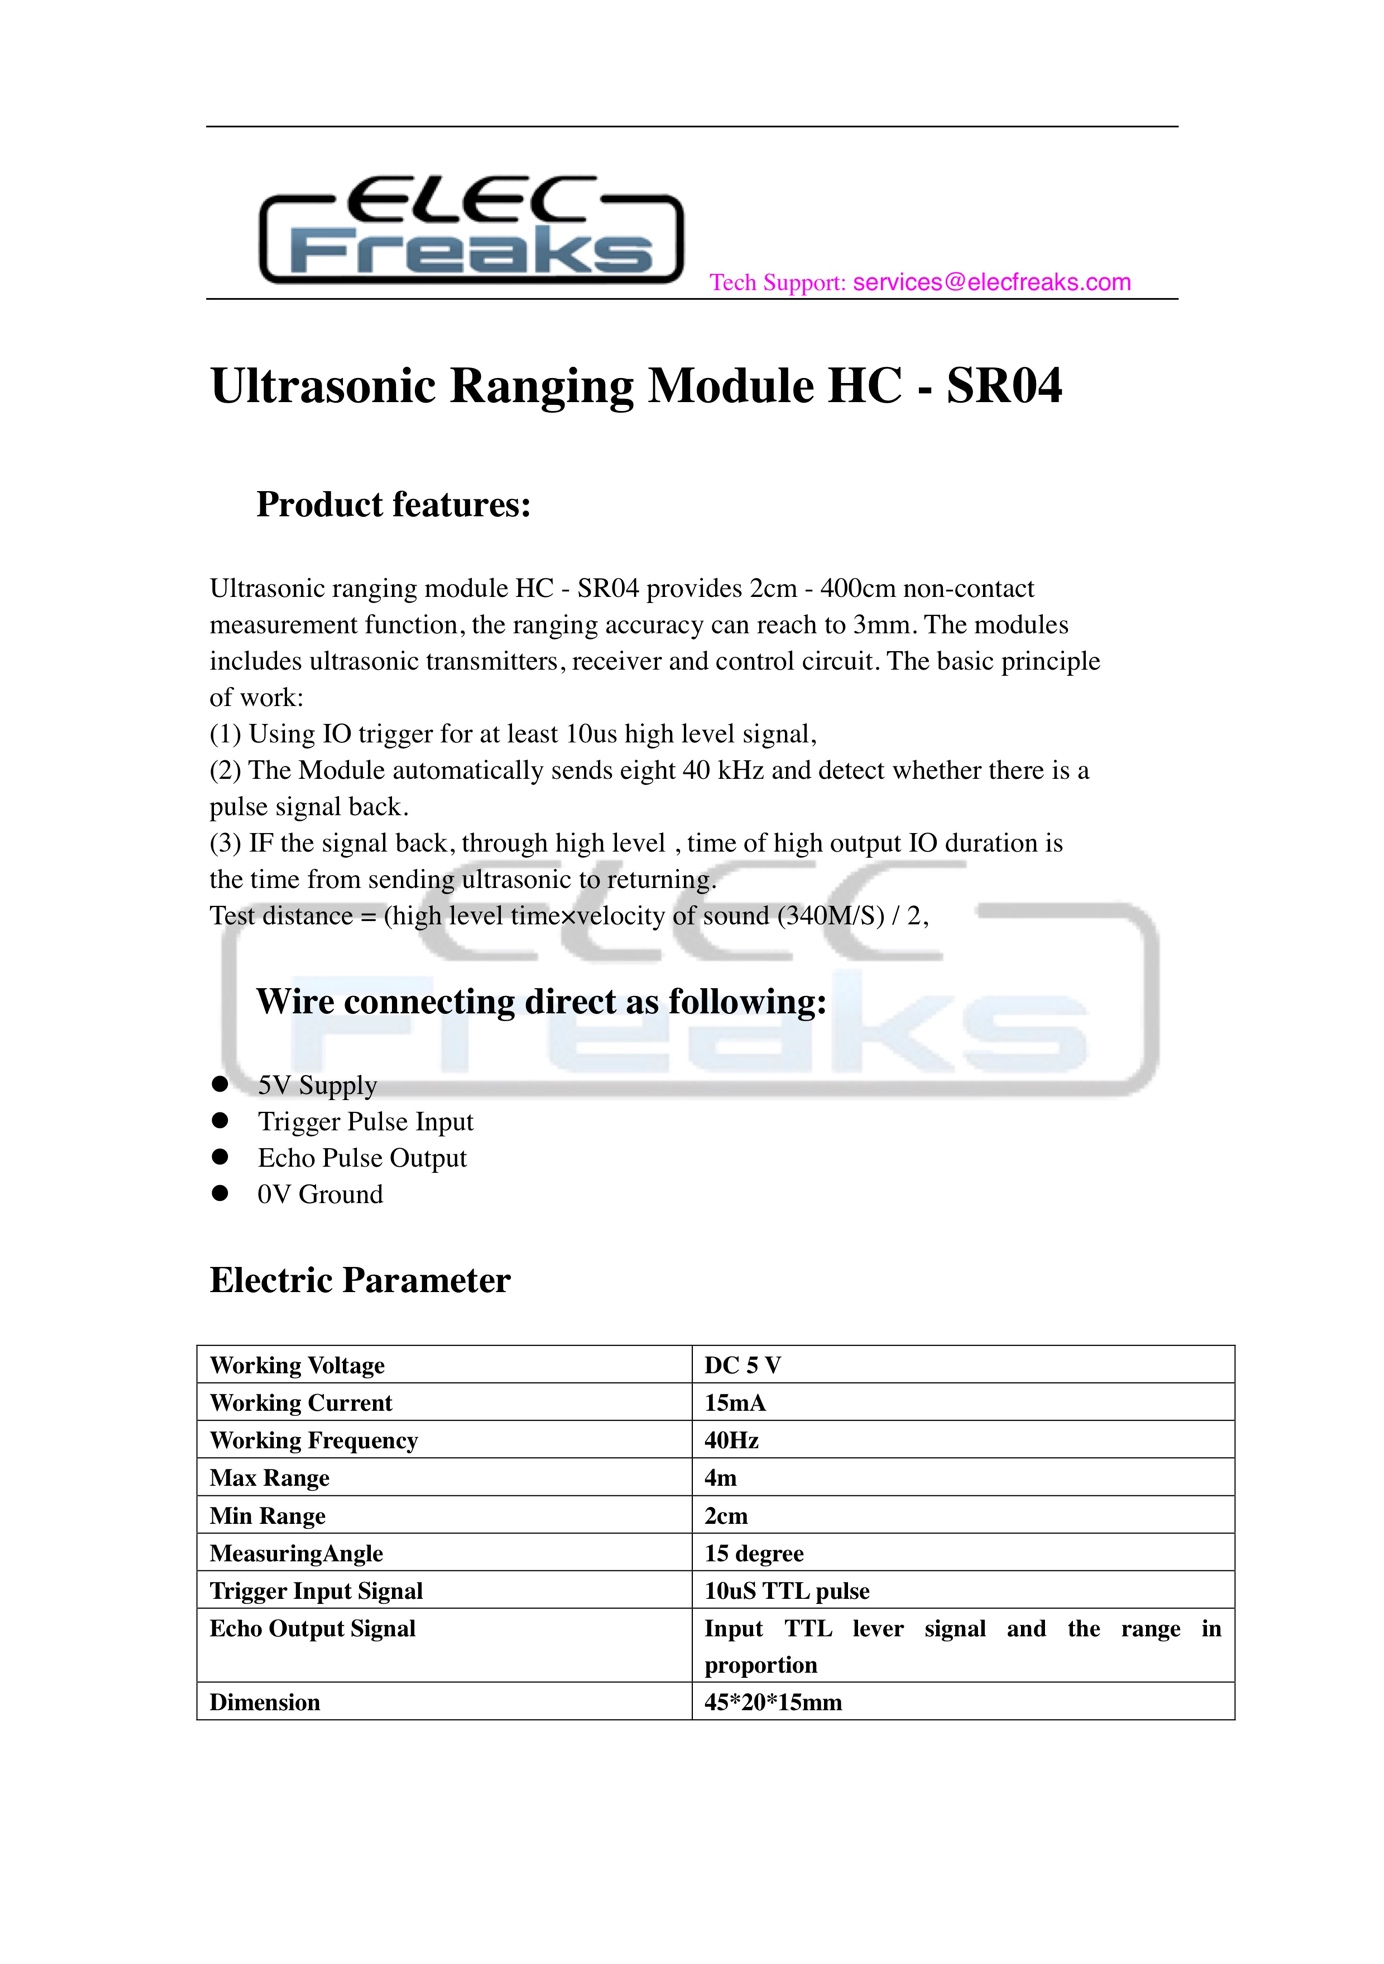 ELEC
Freaks
Tech Support: services@elecfreaks.com
Ultrasonic Ranging Module HC - SR04
Product features:
Ultrasonic ranging module HC - SR04 provides 2cm - 400cm non-contact
measurement function, the ranging accuracy can reach to 3mm. The modules
includes ultrasonic transmitters, receiver and control circuit. The basic principle
of work:
(1) Using IO trigger for at least 10us high level signal,
(2) The Module automatically sends eight 40 kHz and detect whether there is a
pulse signal back.
(3) IF the signal back, through high level , time of high output IO duration is
the time from sending ultrasonic to returning.
Test distance = (high level time×velocity of sound (340M/S) / 2,
ELEC
Freaks
Wire connecting direct as following:
● 5V Supply
● Trigger Pulse Input
● Echo Pulse Output
● 0V Ground
Electric Parameter
Working Voltage DC 5 V
Working Current 15mA
Working Frequency 40Hz
Max Range 4m
Min Range 2cm
MeasuringAngle 15 degree
Trigger Input Signal 10uS TTL pulse
Echo Output Signal Input TTL lever signal and the range in
proportion
Dimension 45*20*15mm